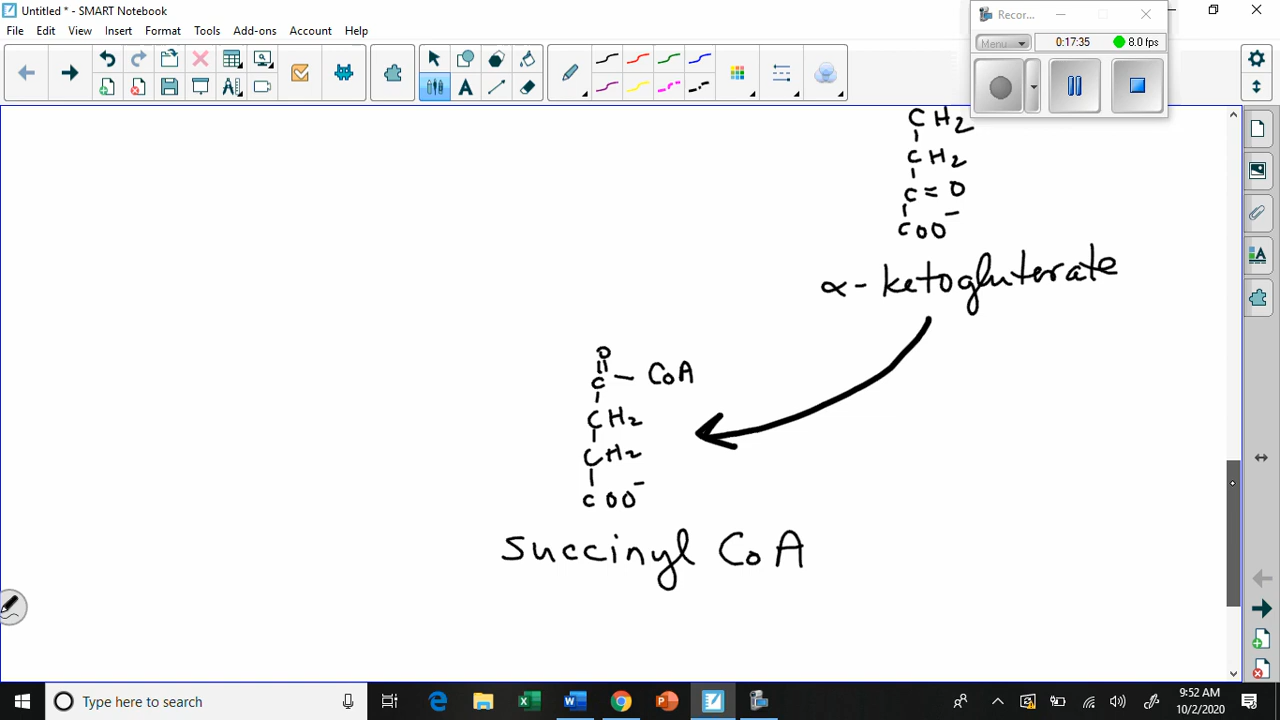 Untitled * - SMART Notebook
File Edit View Insert Format Tools Add-ons Account Help
Recor...
Menu
0:17:35
8.0 fps
CH2
CH2
C=O
COO-
α-ketogluterate
O
C - CoA
CH2
CH2
COO-
Succinyl CoA
Type here to search
9:52 AM
10/2/2020